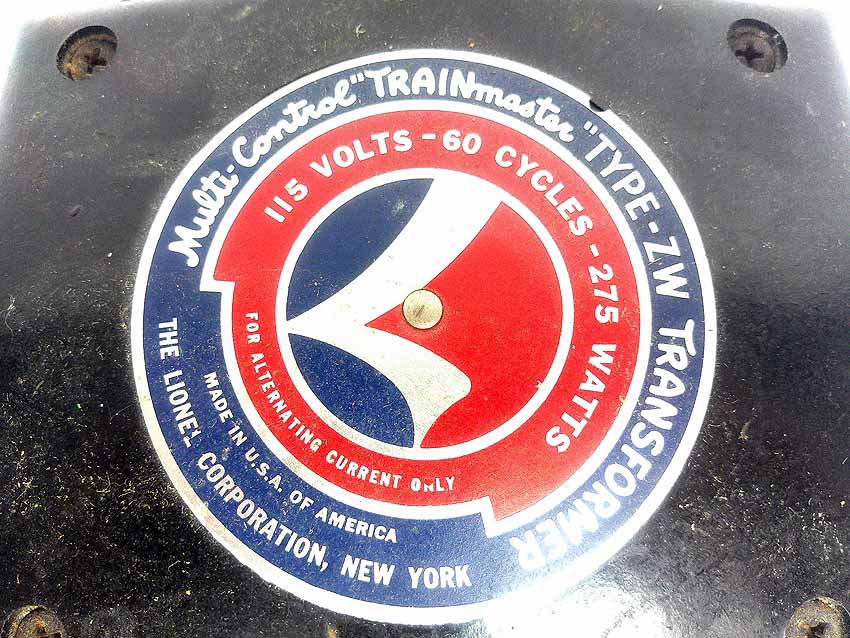 Multi-Control "TRAINmaster" TYPE-ZW TRANSFORMER
115 VOLTS - 60 CYCLES - 275 WATTS
FOR ALTERNATING CURRENT ONLY
MADE IN U.S.A. OF AMERICA
THE LIONEL CORPORATION, NEW YORK